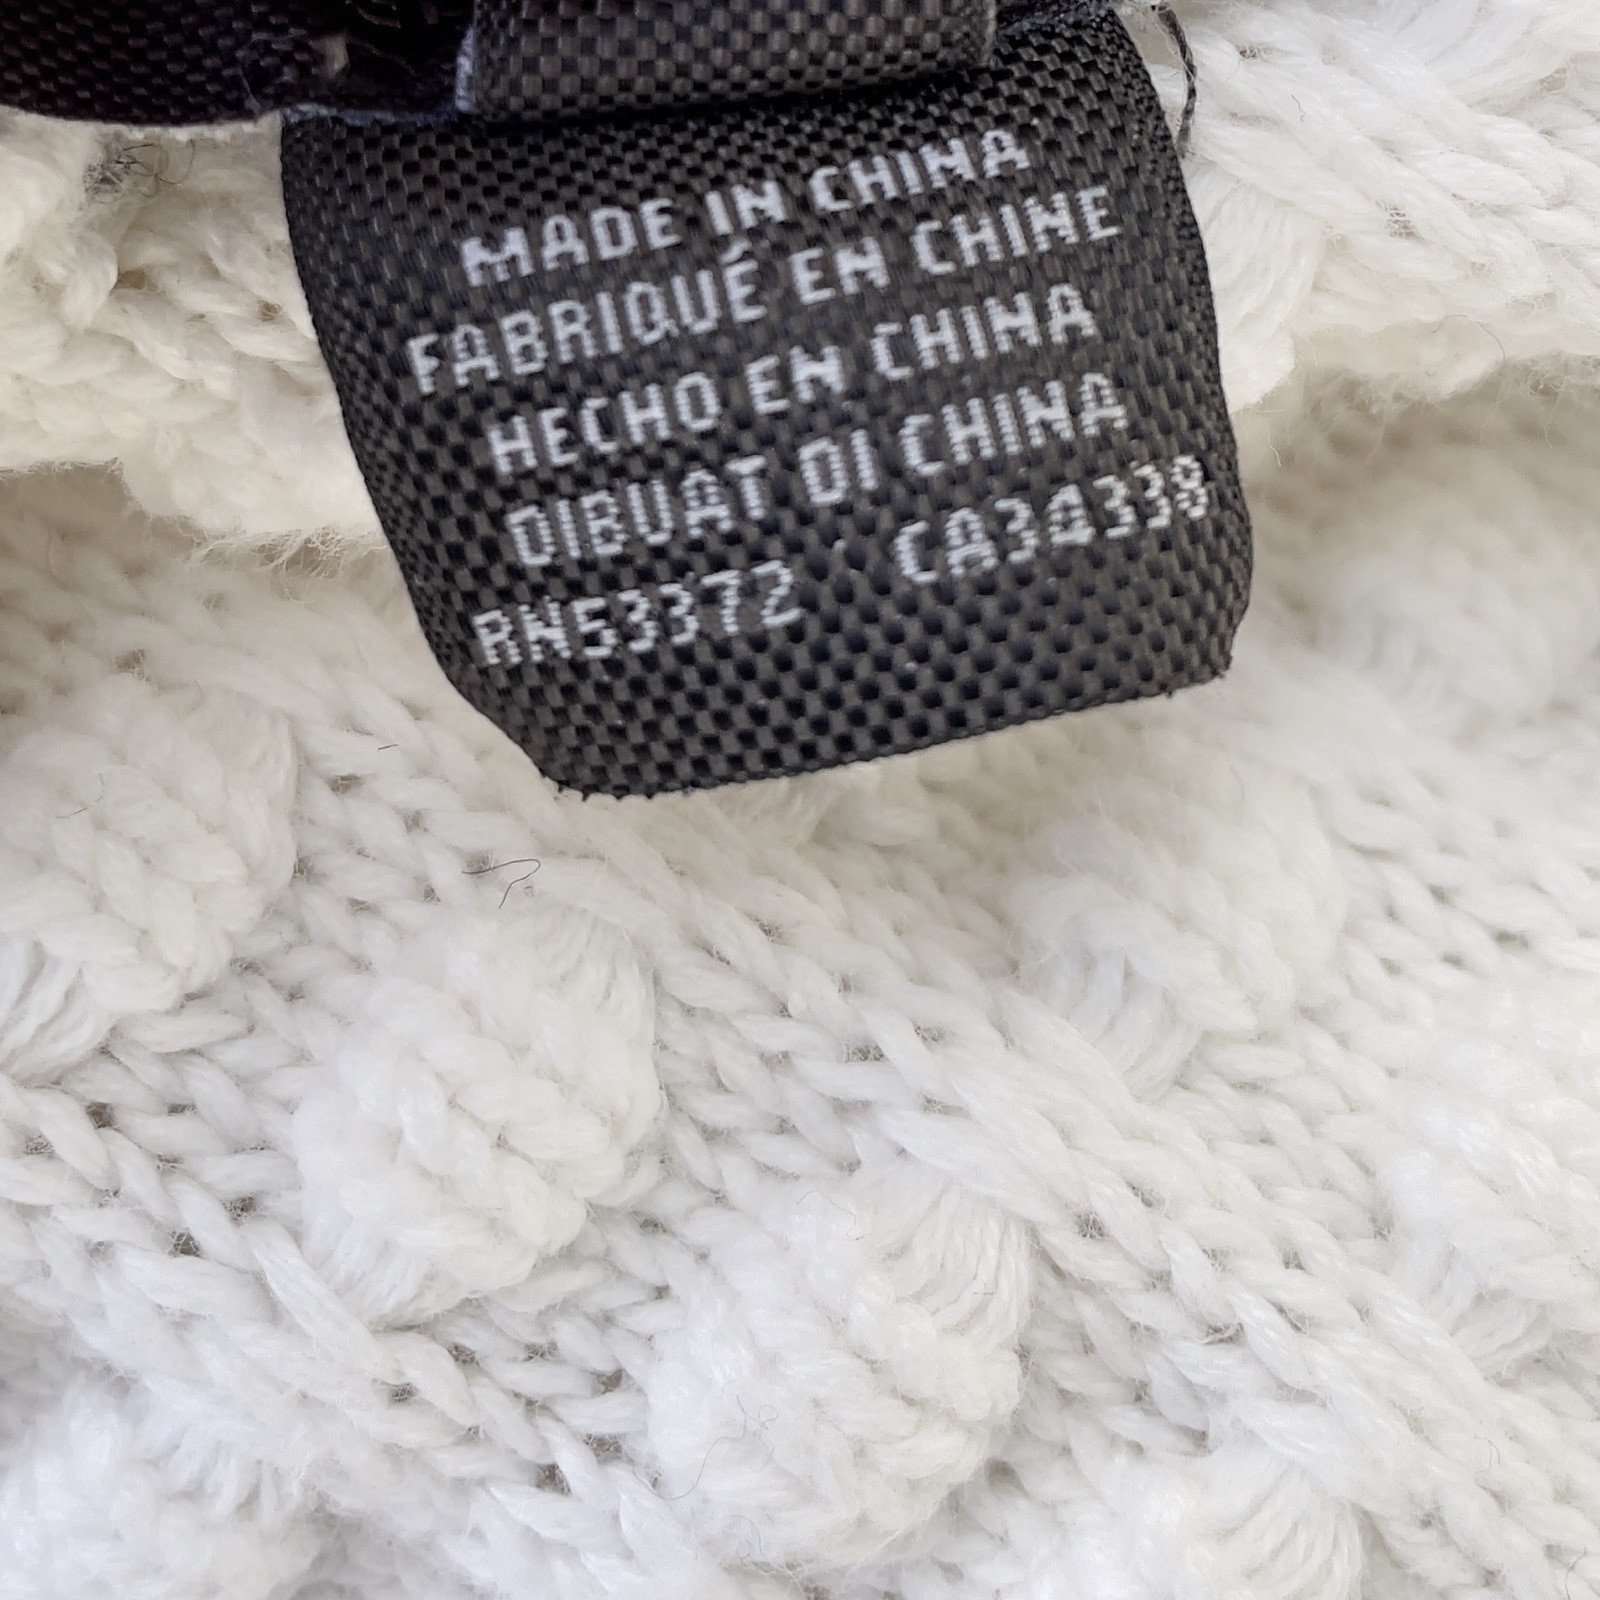 MADE IN CHINA
FABRIQUÉ EN CHINE
HECHO EN CHINA
DIBUAT DI CHINA
RN53372 CA34338